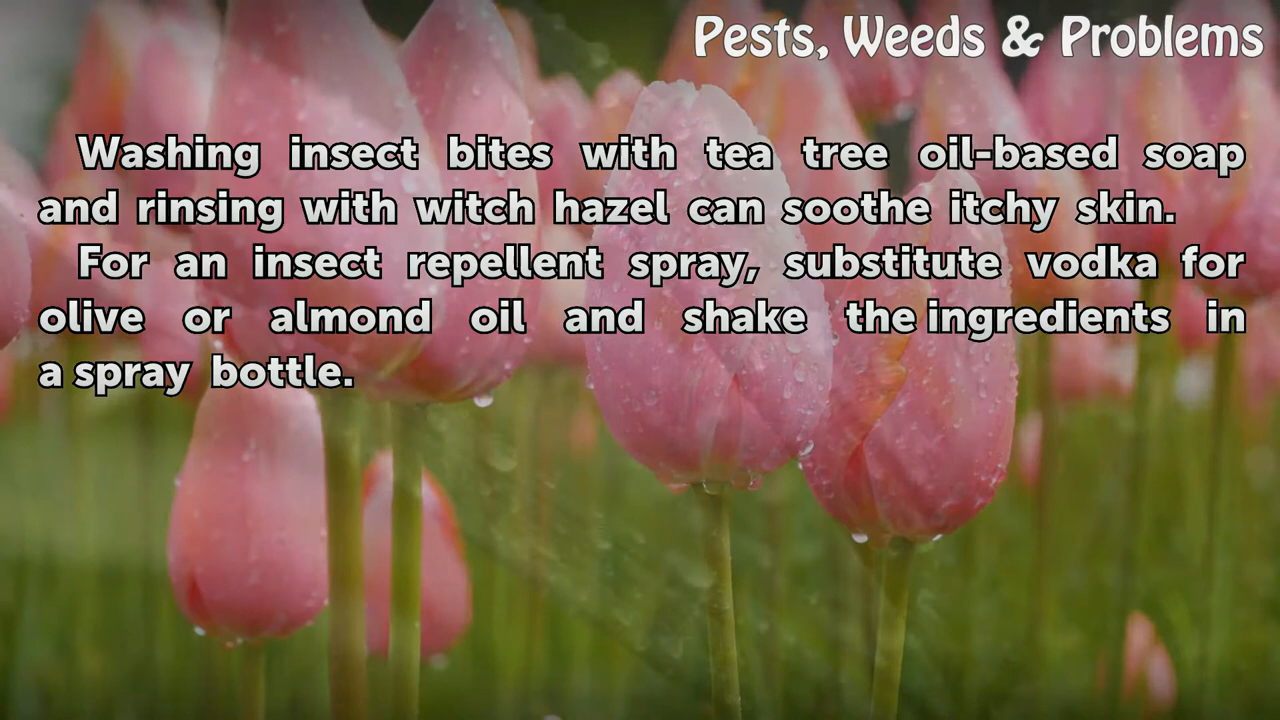 Pests, Weeds & Problems
Washing insect bites with tea tree oil-based soap
and rinsing with witch hazel can soothe itchy skin.
For an insect repellent spray, substitute vodka for
olive or almond oil and shake the ingredients in
a spray bottle.